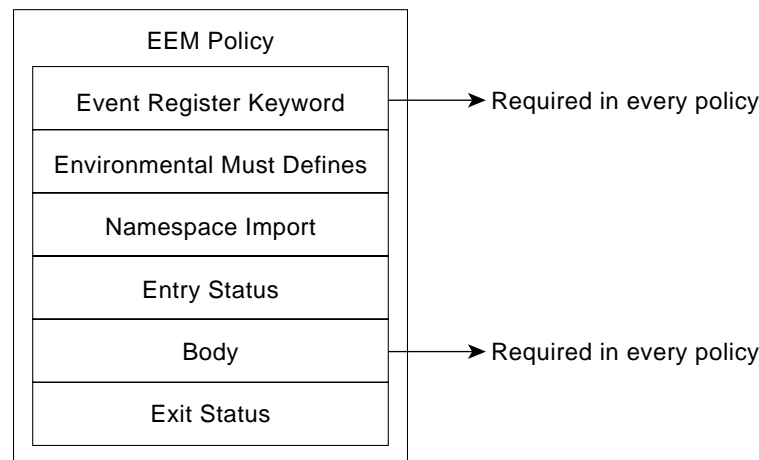 EEM Policy
Event Register Keyword
Required in every policy
Environmental Must Defines
Namespace Import
Entry Status
Body
Required in every policy
Exit Status